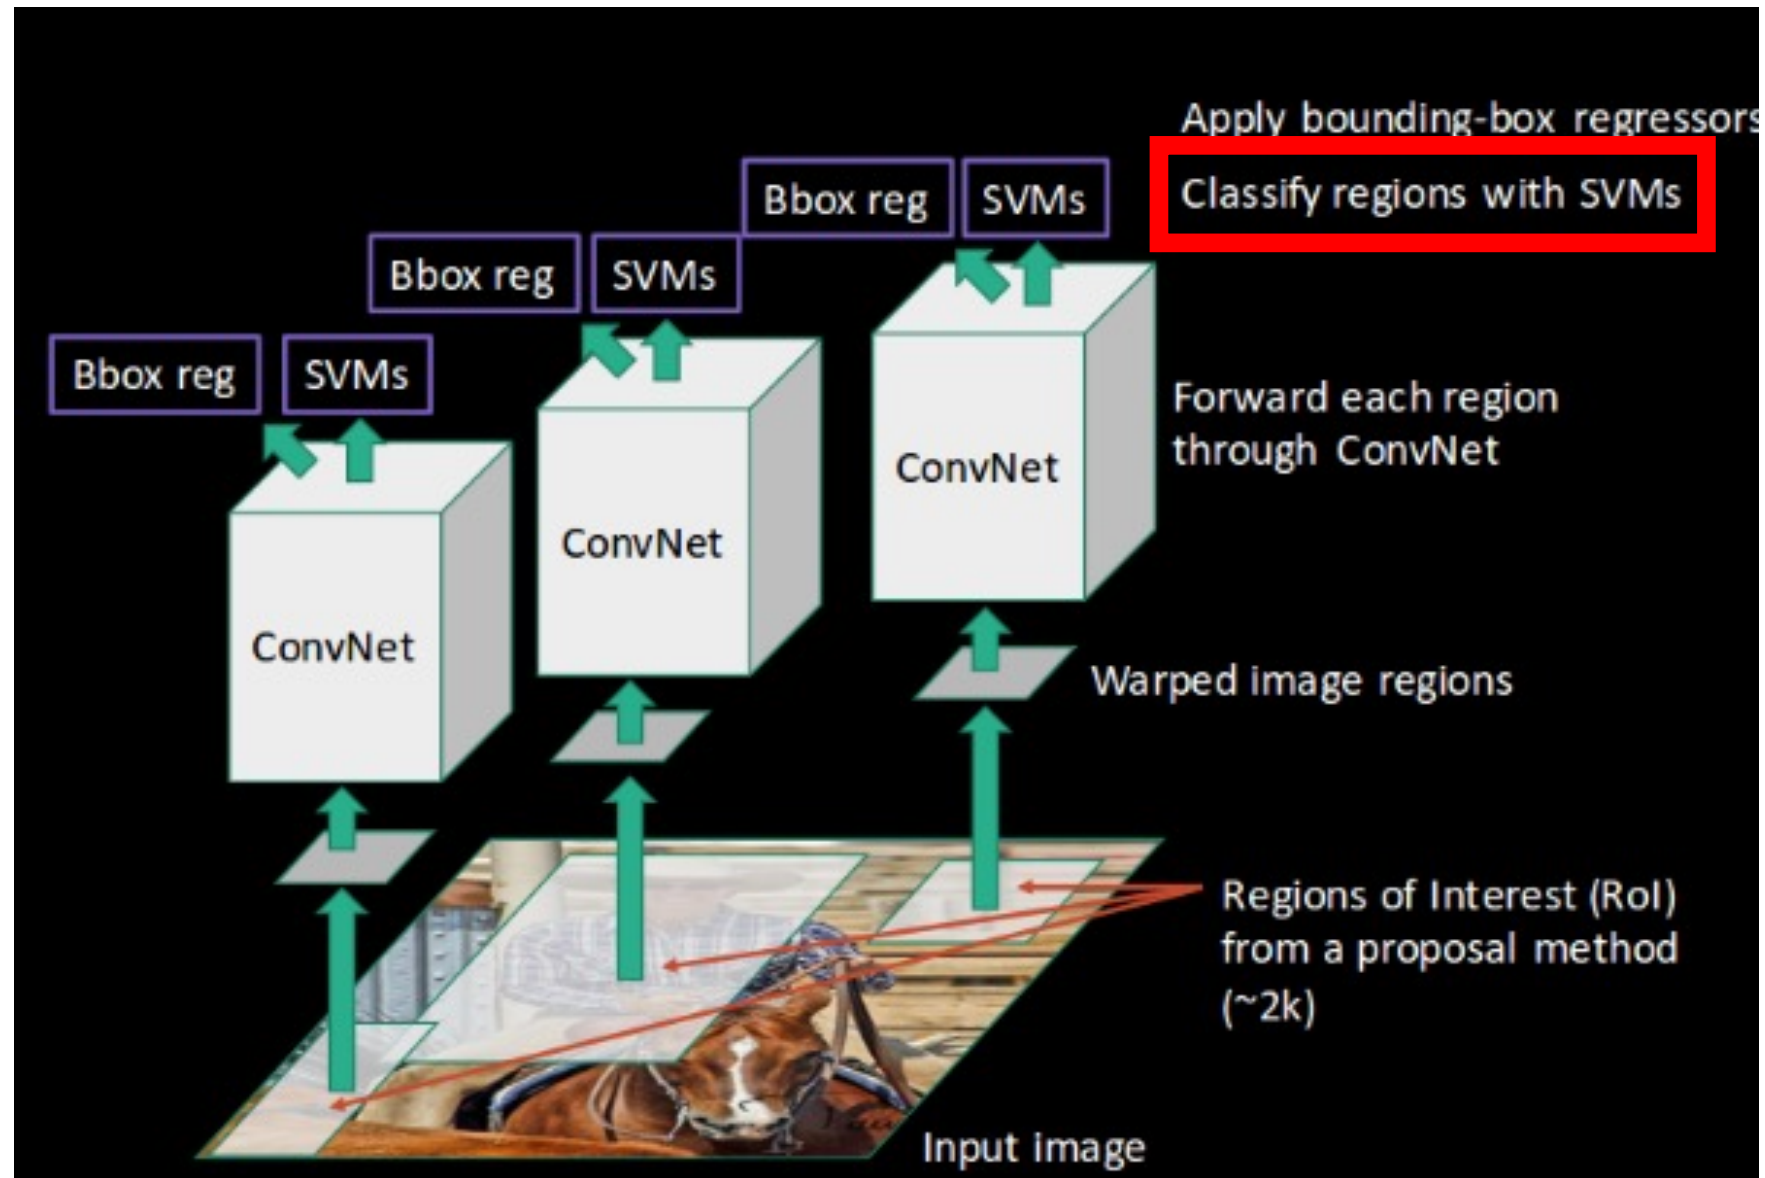 Apply bounding-box regressors
Classify regions with SVMs
Bbox reg
SVMs
Bbox reg
SVMs
Bbox reg
SVMs
Forward each region
through ConvNet
ConvNet
ConvNet
ConvNet
Warped image regions
Regions of Interest (RoI)
from a proposal method
(~2k)
Input image